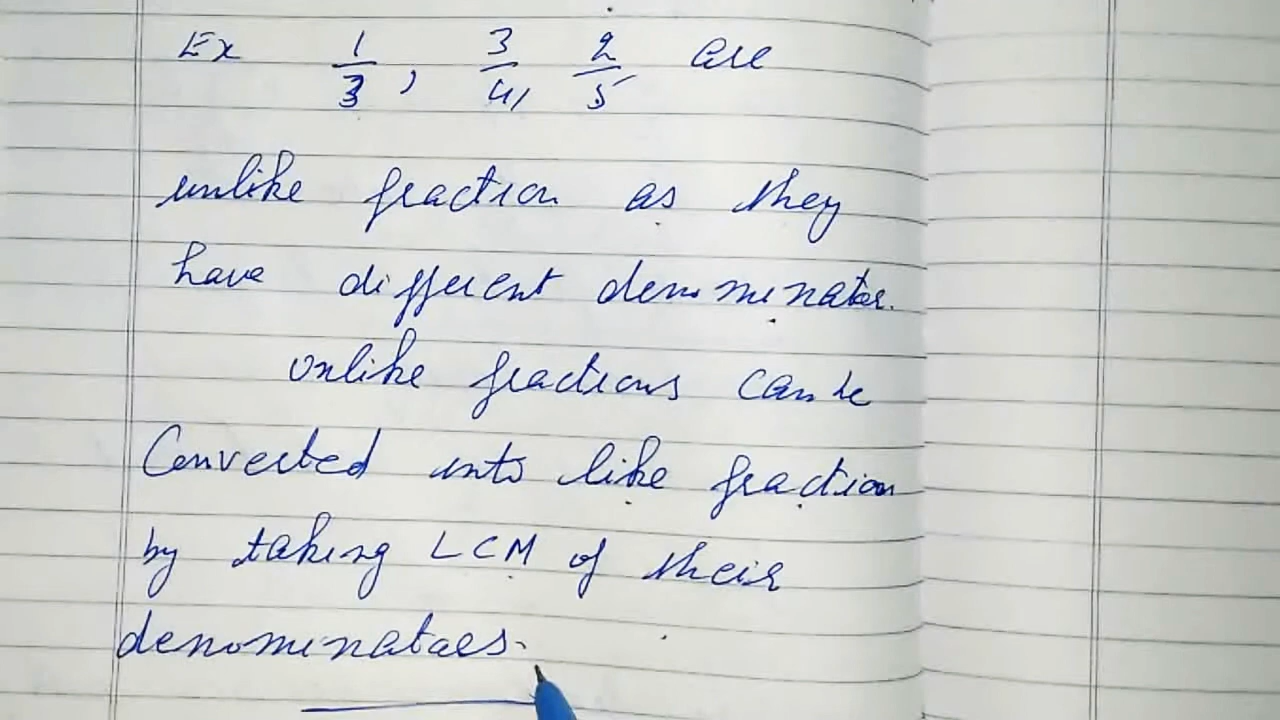 Ex 1/3, 3/4, 2/5 are
unlike fraction as they
have different denominator.
unlike fractions can be
Converted into like fraction
by taking LCM of their
denominators.